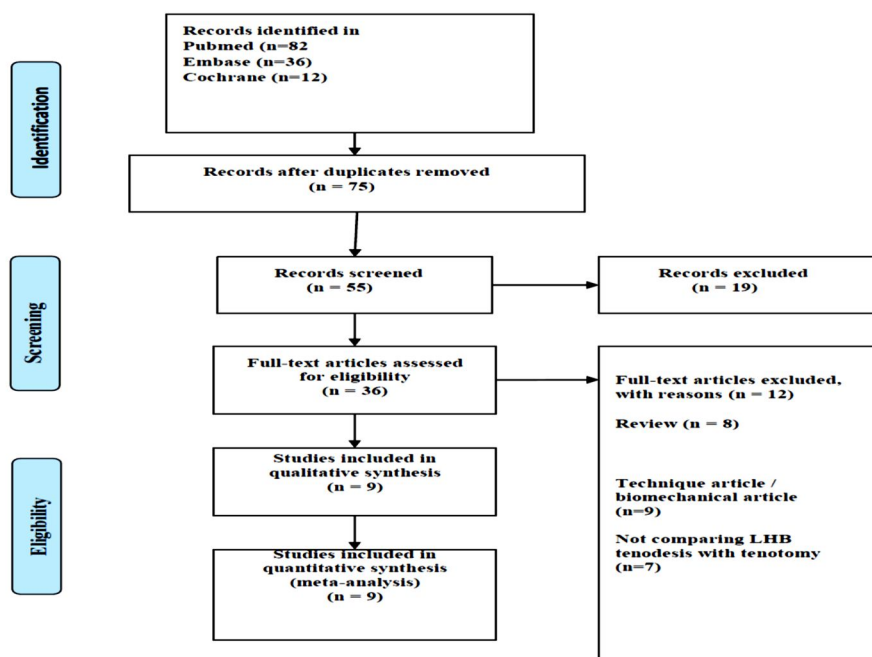 Identification
Records identified in
Pubmed (n=82
Embase (n=36)
Cochrane (n=12)
Records after duplicates removed
(n = 75)
Screening
Records screened
(n = 55)
Records excluded
(n = 19)
Full-text articles assessed
for eligibility
(n = 36)
Full-text articles excluded,
with reasons (n = 12)
Review (n = 8)
Technique article /
biomechanical article
(n=9)
Not comparing LHB
tenodesis with tenotomy
(n=7)
Eligibility
Studies included in
qualitative synthesis
(n = 9)
Studies included in
quantitative synthesis
(meta-analysis)
(n = 9)